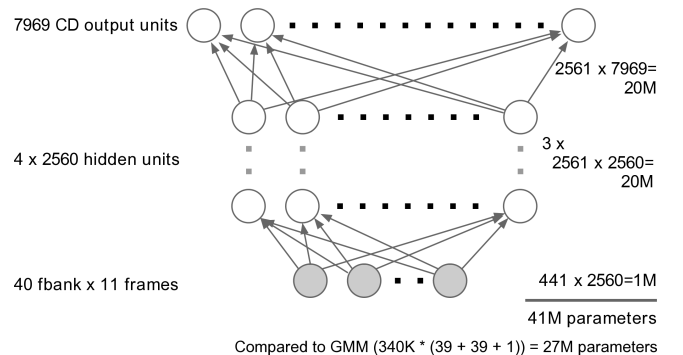 7969 CD output units
2561 x 7969=
20M
4 x 2560 hidden units
3 x
2561 x 2560=
20M
40 fbank x 11 frames
441 x 2560=1M
41M parameters
Compared to GMM (340K * (39 + 39 + 1)) = 27M parameters